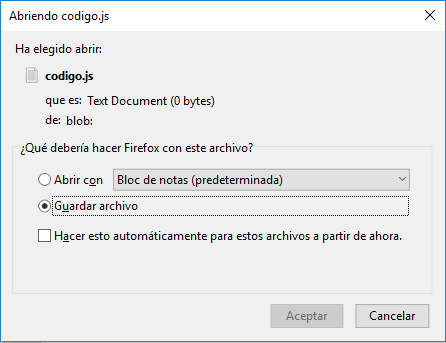 Abriendo codigo.js
Ha elegido abrir:
codigo.js
que es: Text Document (0 bytes)
de: blob:
¿Qué debería hacer Firefox con este archivo?
Abrir con Bloc de notas (predeterminada)
Guardar archivo
Hacer esto automáticamente para estos archivos a partir de ahora.
Aceptar Cancelar